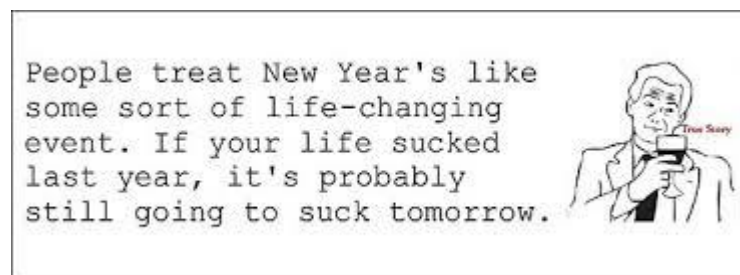 People treat New Year's like
some sort of life-changing
event. If your life sucked
last year, it's probably
still going to suck tomorrow.
True Story